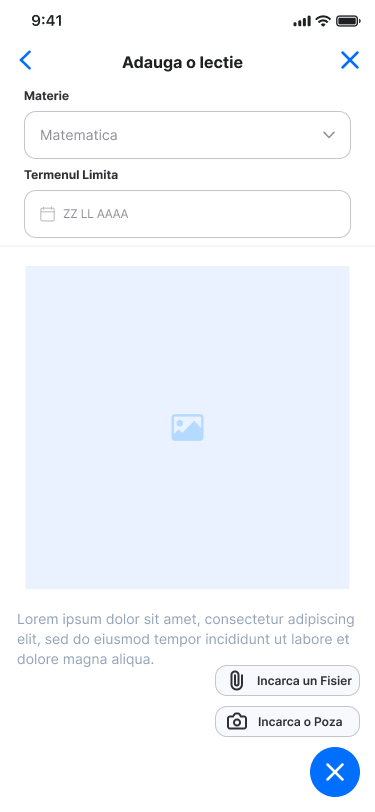 9:41
Adauga o lectie
Materie
Matematica
Termenul Limita
ZZ LL AAAA
Lorem ipsum dolor sit amet, consectetur adipiscing
elit, sed do eiusmod tempor incididunt ut labore et
dolore magna aliqua.
Incarca un Fisier
Incarca o Poza